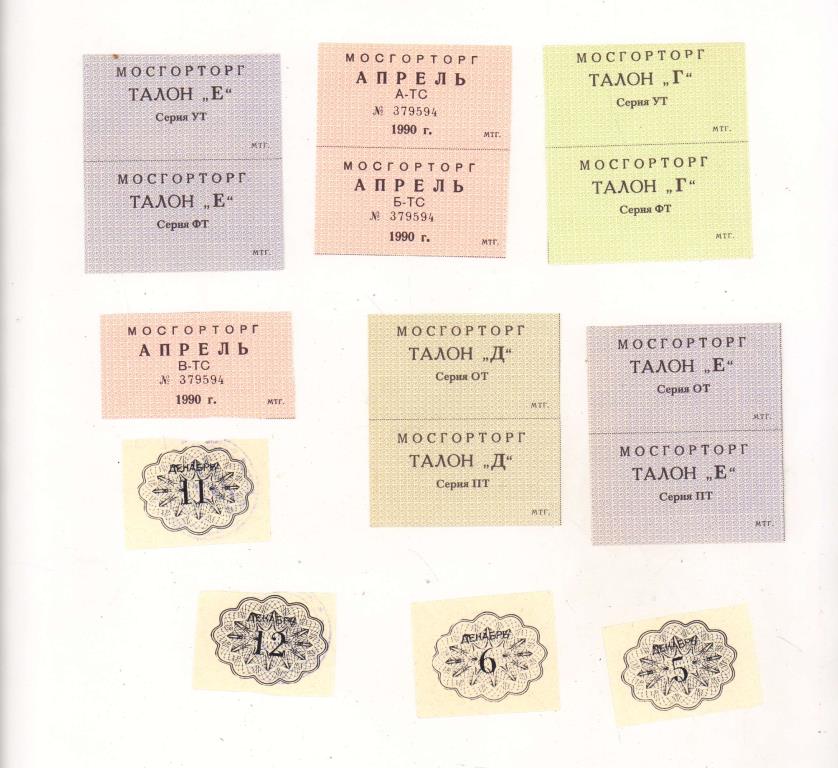 МОСГОРТОРГ
ТАЛОН „Е“
Серия УТ
МТГ.
МОСГОРТОРГ
ТАЛОН „Е“
Серия ФТ
МТГ.
МОСГОРТОРГ
АПРЕЛЬ
А-ТС
№ 379594
1990 г.
МТГ.
МОСГОРТОРГ
АПРЕЛЬ
Б-ТС
№ 379594
1990 г.
МТГ.
МОСГОРТОРГ
ТАЛОН „Г“
Серия УТ
МТГ.
МОСГОРТОРГ
ТАЛОН „Г“
Серия ФТ
МТГ.
МОСГОРТОРГ
АПРЕЛЬ
В-ТС
№ 379594
1990 г.
МТГ.
МОСГОРТОРГ
ТАЛОН „Д“
Серия ОТ
МТГ.
МОСГОРТОРГ
ТАЛОН „Д“
Серия ПТ
МТГ.
МОСГОРТОРГ
ТАЛОН „Е“
Серия ОТ
МТГ.
МОСГОРТОРГ
ТАЛОН „Е“
Серия ПТ
МТГ.
ДЕКАБРЬ
11
ДЕКАБРЬ
12
ДЕКАБРЬ
6
ДЕКАБРЬ
5